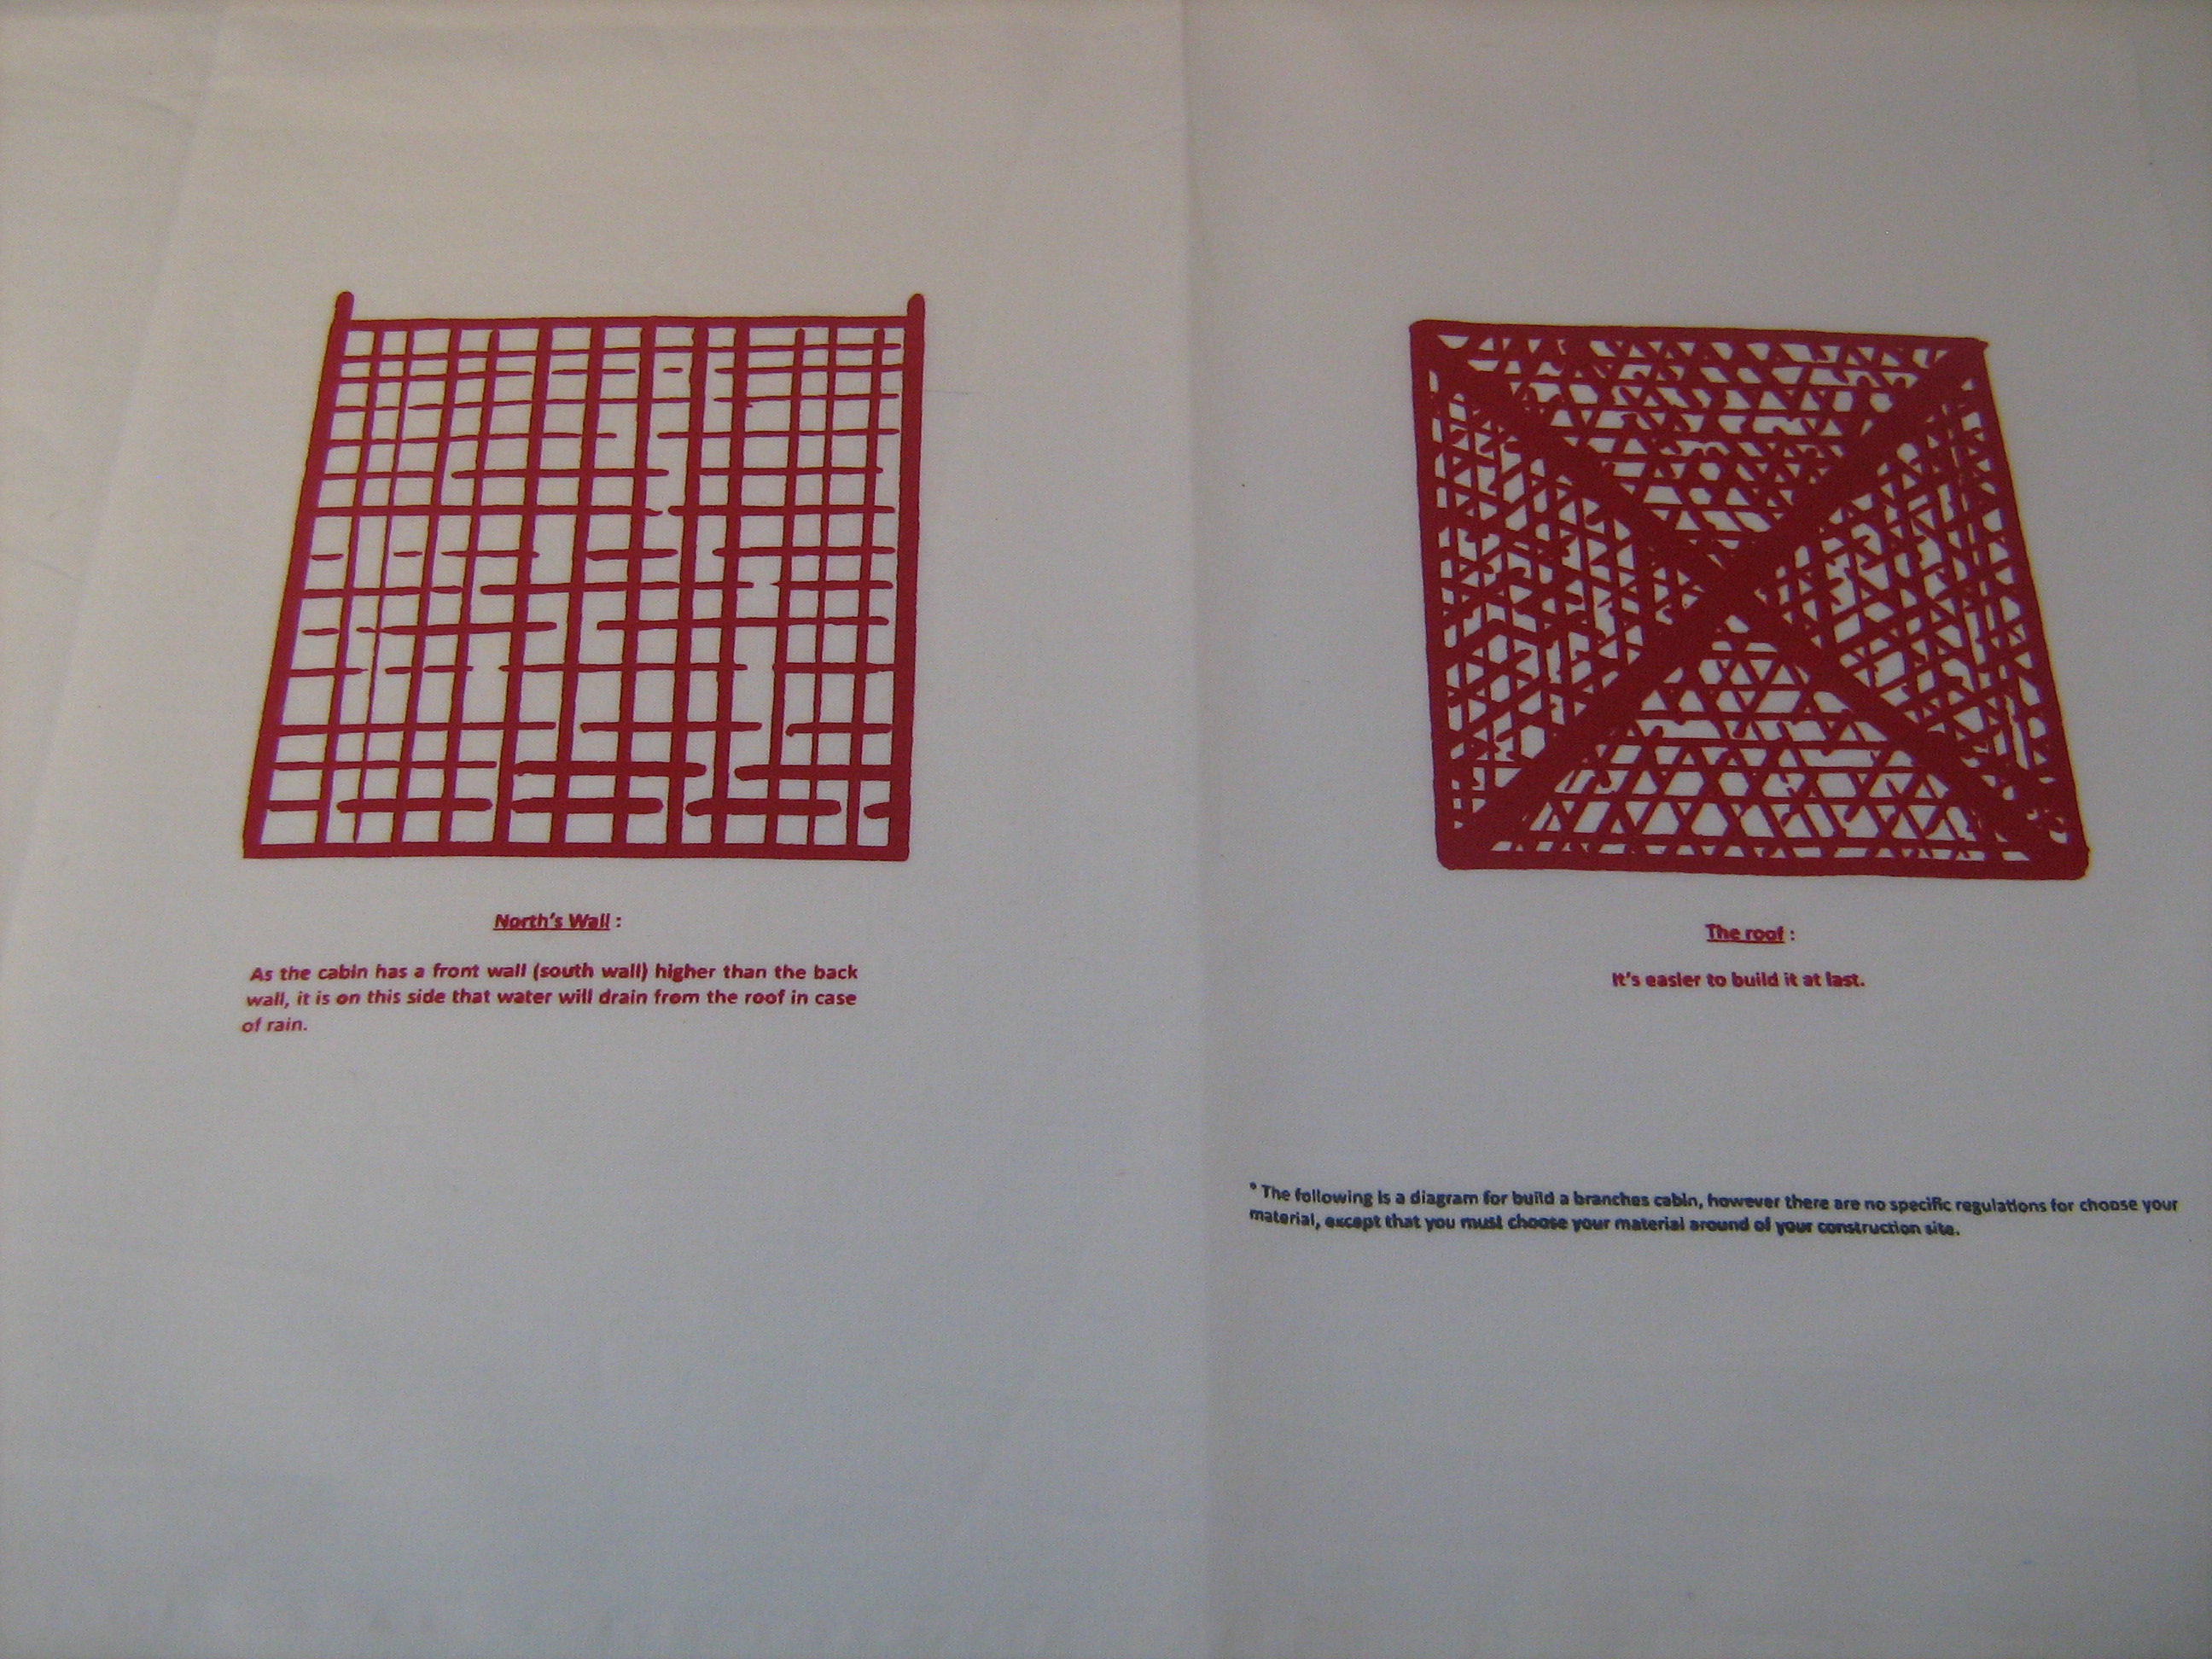 North's Wall :
As the cabin has a front wall (south wall) higher than the back
wall, it is on this side that water will drain from the roof in case
of rain.
The roof :
It's easier to build it at last.
* The following is a diagram for build a branches cabin, however there are no specific regulations for choose your
material, except that you must choose your material around of your construction site.